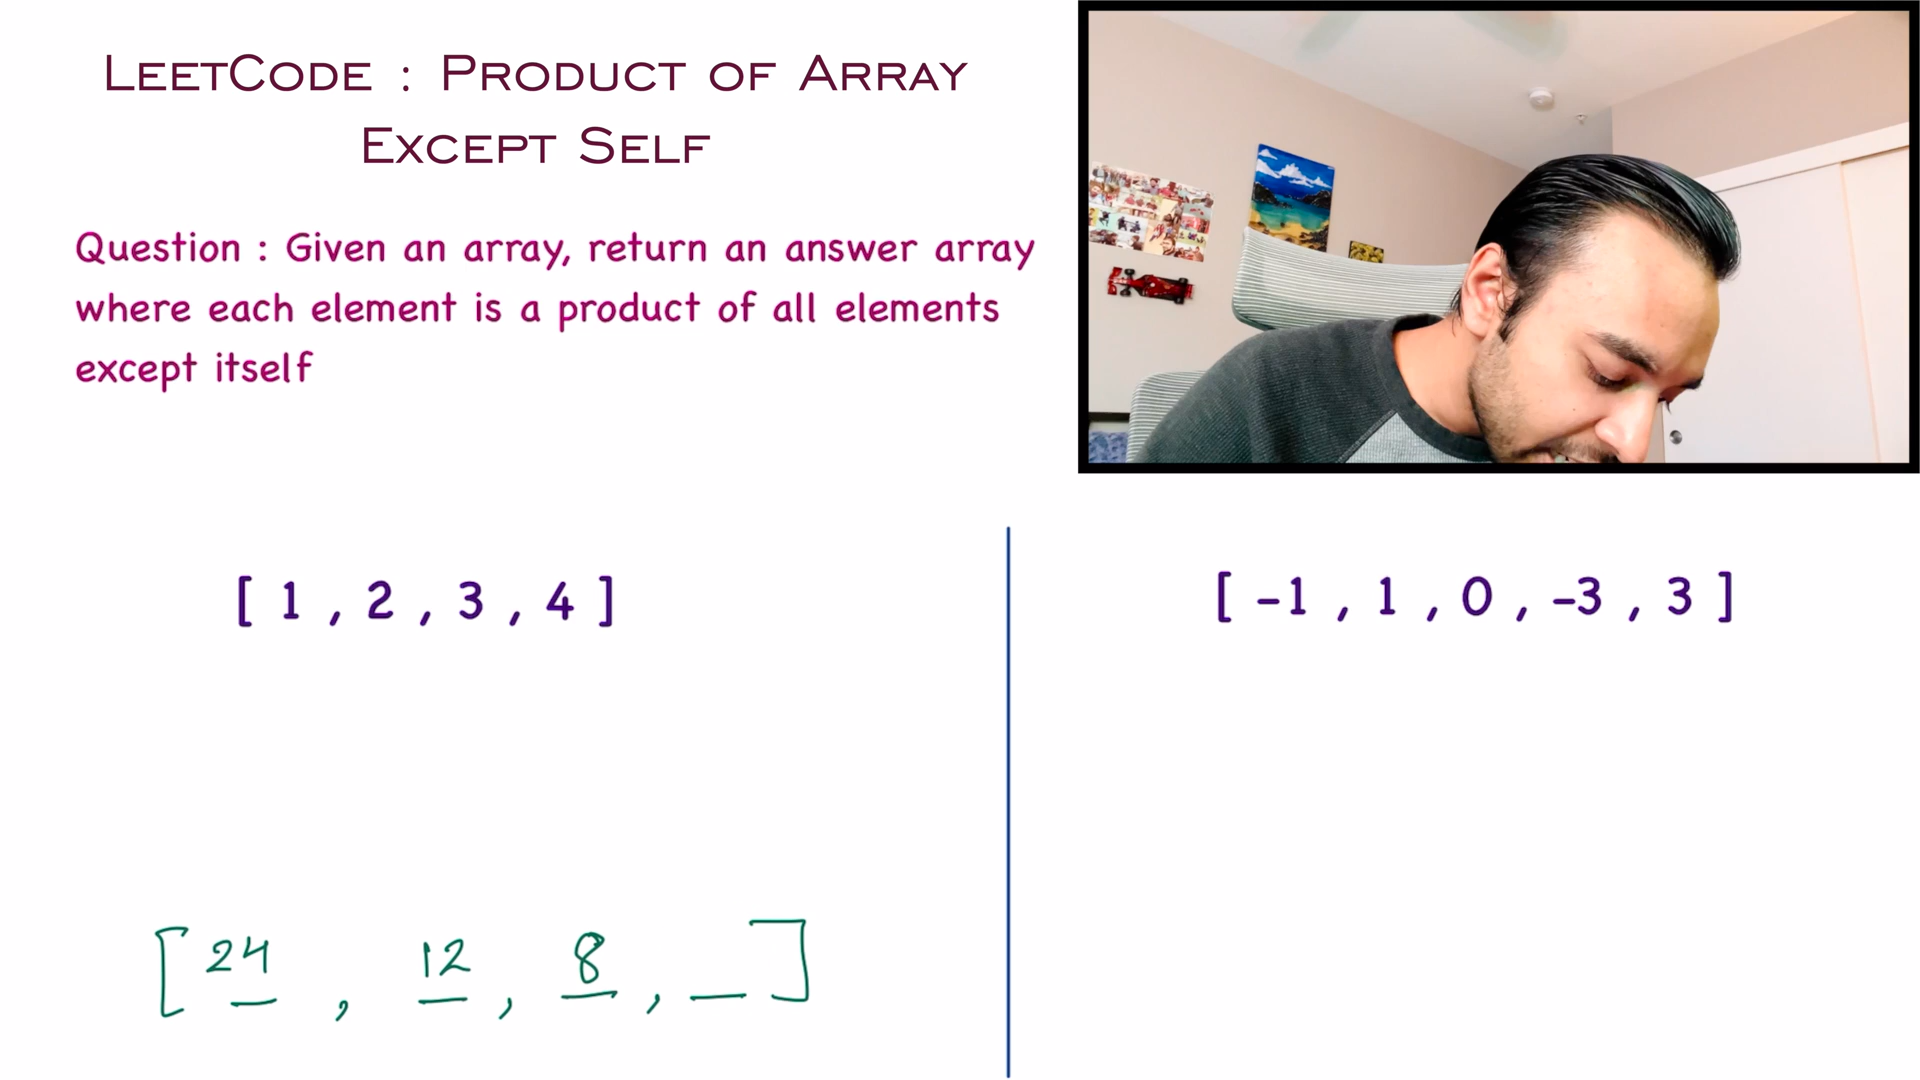 LeetCode : Product of Array
Except Self
Question : Given an array, return an answer array
where each element is a product of all elements
except itself
[ 1 , 2 , 3 , 4 ]
[ -1 , 1 , 0 , -3 , 3 ]
[ 24 , 12 , 8 , _ ]